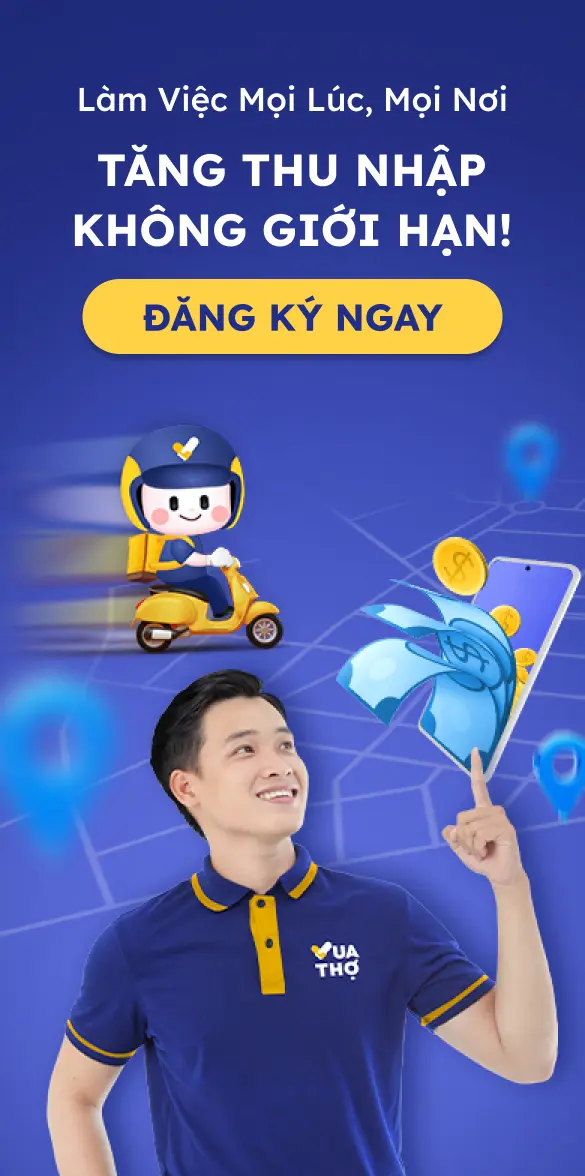 Làm Việc Mọi Lúc, Mọi Nơi
TĂNG THU NHẬP
KHÔNG GIỚI HẠN!
ĐĂNG KÝ NGAY
VUA
THỢ